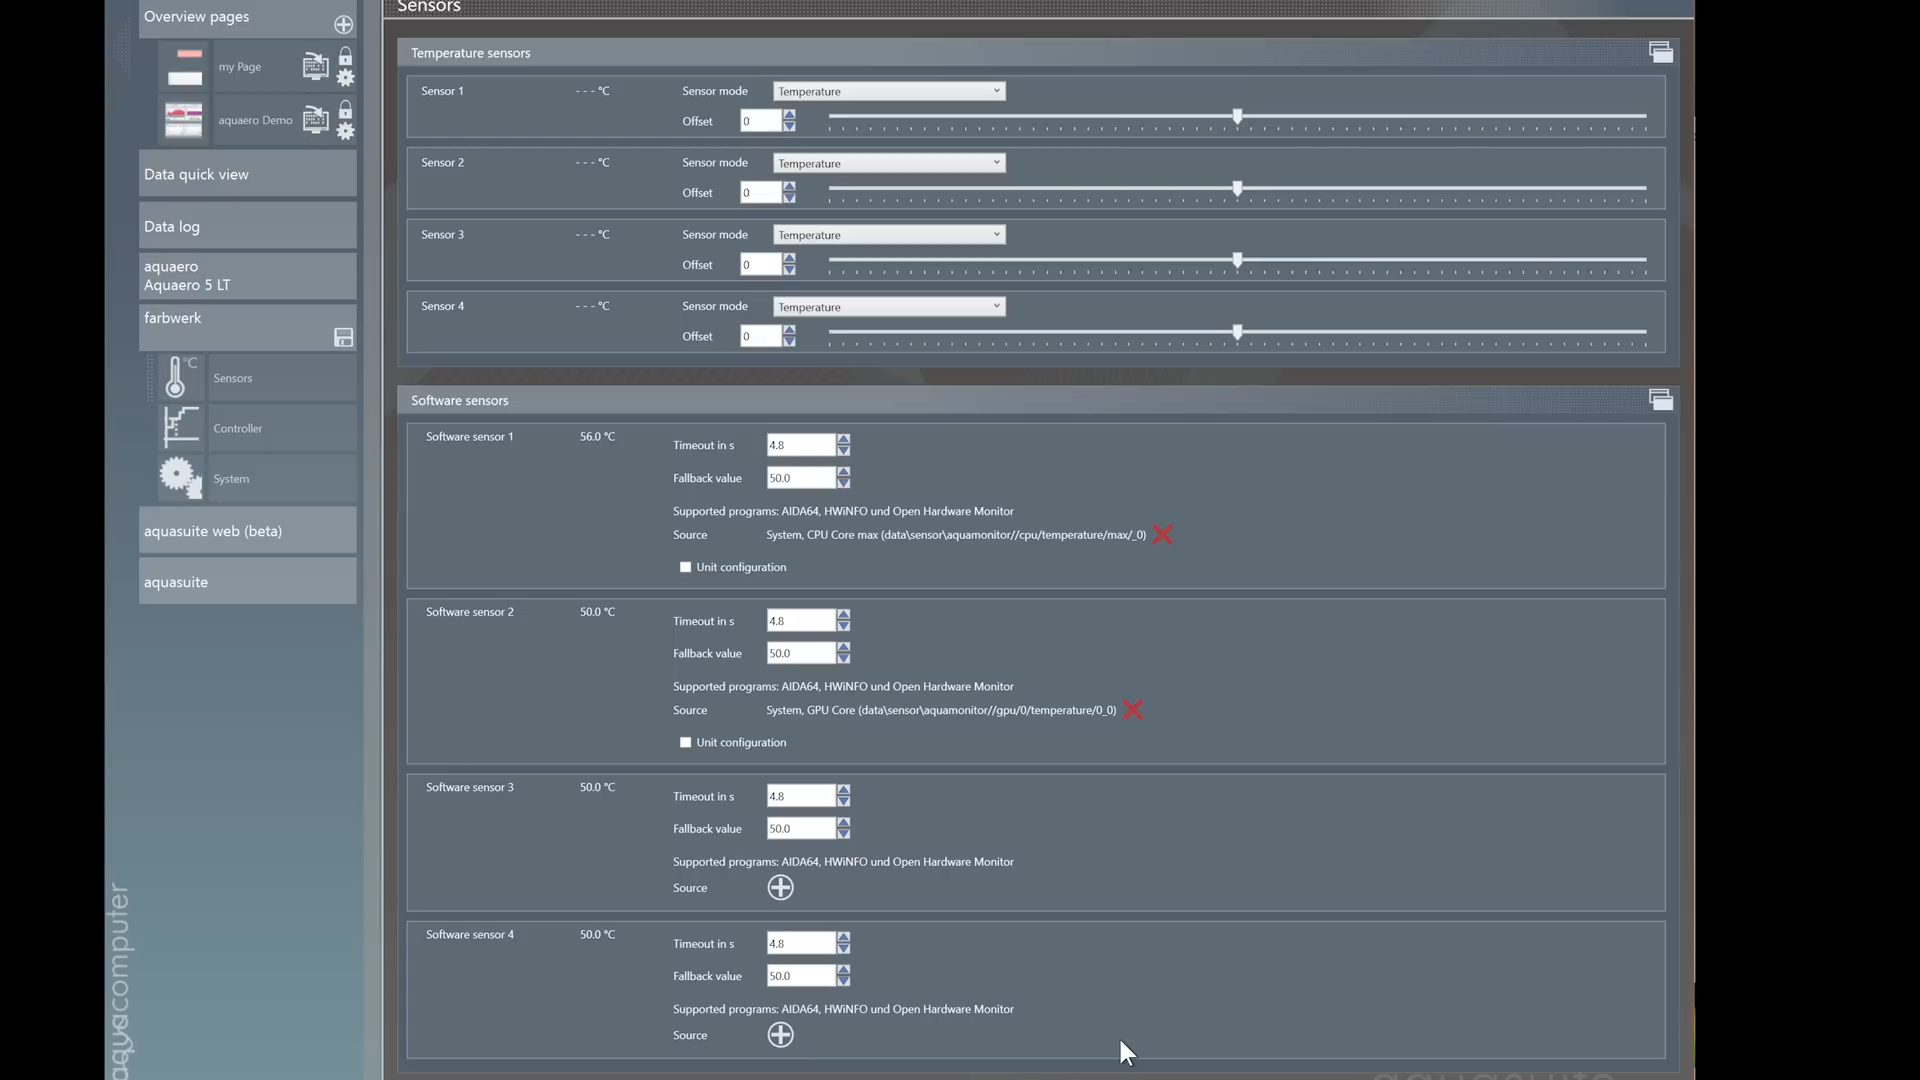 Sensors
Overview pages
my Page
aquaero Demo
Data quick view
Data log
aquaero
Aquaero 5 LT
farbwerk
°C
Sensors
Controller
System
aquasuite web (beta)
aquasuite
aquacomputer
Temperature sensors
Sensor 1 - - - °C Sensor mode Temperature
Offset 0
Sensor 2 - - - °C Sensor mode Temperature
Offset 0
Sensor 3 - - - °C Sensor mode Temperature
Offset 0
Sensor 4 - - - °C Sensor mode Temperature
Offset 0
Software sensors
Software sensor 1 56.0 °C Timeout in s 4.8
Fallback value 50.0
Supported programs: AIDA64, HWiNFO und Open Hardware Monitor
Source System, CPU Core max (data\sensor\aquamonitor//cpu/temperature/max/_0)
Unit configuration
Software sensor 2 50.0 °C Timeout in s 4.8
Fallback value 50.0
Supported programs: AIDA64, HWiNFO und Open Hardware Monitor
Source System, GPU Core (data\sensor\aquamonitor//gpu/0/temperature/0_0)
Unit configuration
Software sensor 3 50.0 °C Timeout in s 4.8
Fallback value 50.0
Supported programs: AIDA64, HWiNFO und Open Hardware Monitor
Source
Software sensor 4 50.0 °C Timeout in s 4.8
Fallback value 50.0
Supported programs: AIDA64, HWiNFO und Open Hardware Monitor
Source